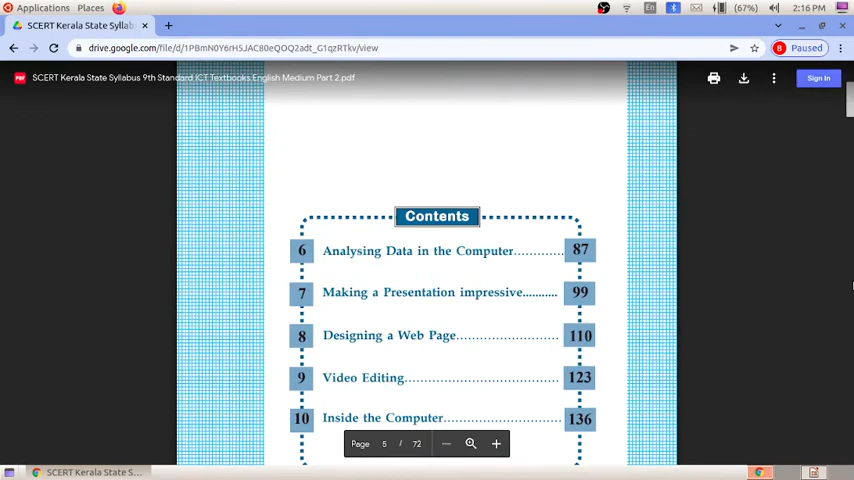 Applications Places En (67%) 2:16 PM
SCERT Kerala State Syllab
drive.google.com/file/d/1PBmN0Y6rH5JACB0eQOQ2adt_G1qzRTkv/view
B Paused
PDF SCERT Kerala State Syllabus 9th Standard ICT Textbooks English Medium Part 2.pdf
Sign In
Contents
6 Analysing Data in the Computer............ 87
7 Making a Presentation impressive........... 99
8 Designing a Web Page.......................... 110
9 Video Editing....................................... 123
10 Inside the Computer.............................. 136
Page 5 / 72
SCERT Kerala State S...